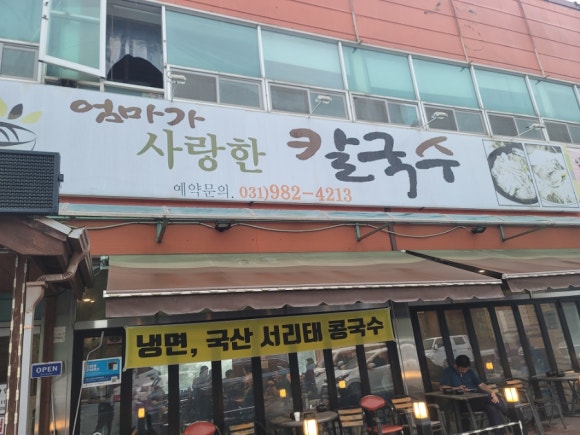 엄마가
사랑한 칼국수
예약문의. 031)982-4213
냉면, 국산 서리태 콩국수
OPEN